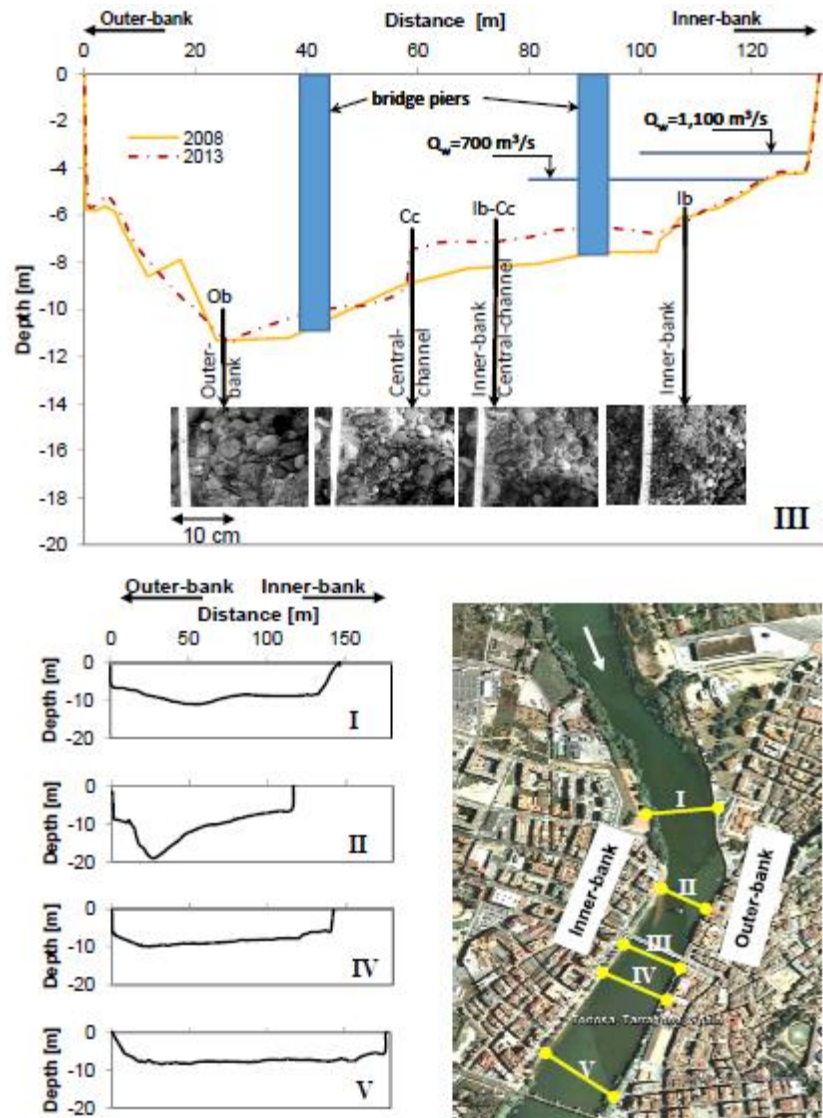 Outer-bank Distance [m] Inner-bank
0 20 40 60 80 100 120
0
-2
-4
-6
-8
-10
-12
-14
-16
-18
-20
Depth [m]
bridge piers
2008
2013
Qw=700 m³/s
Qw=1,100 m³/s
Ob
Cc
Ib-Cc
Ib
Outer-
bank
Central-
channel
Inner-bank
Central-channel
Inner-bank
10 cm
III
Outer-bank Inner-bank
Distance [m]
0 50 100 150
Depth [m]
0
-10
-20
I
Depth [m]
0
-10
-20
II
Depth [m]
0
-10
-20
IV
Depth [m]
0
-10
-20
V
I
II
III
IV
V
Inner-bank
Outer-bank